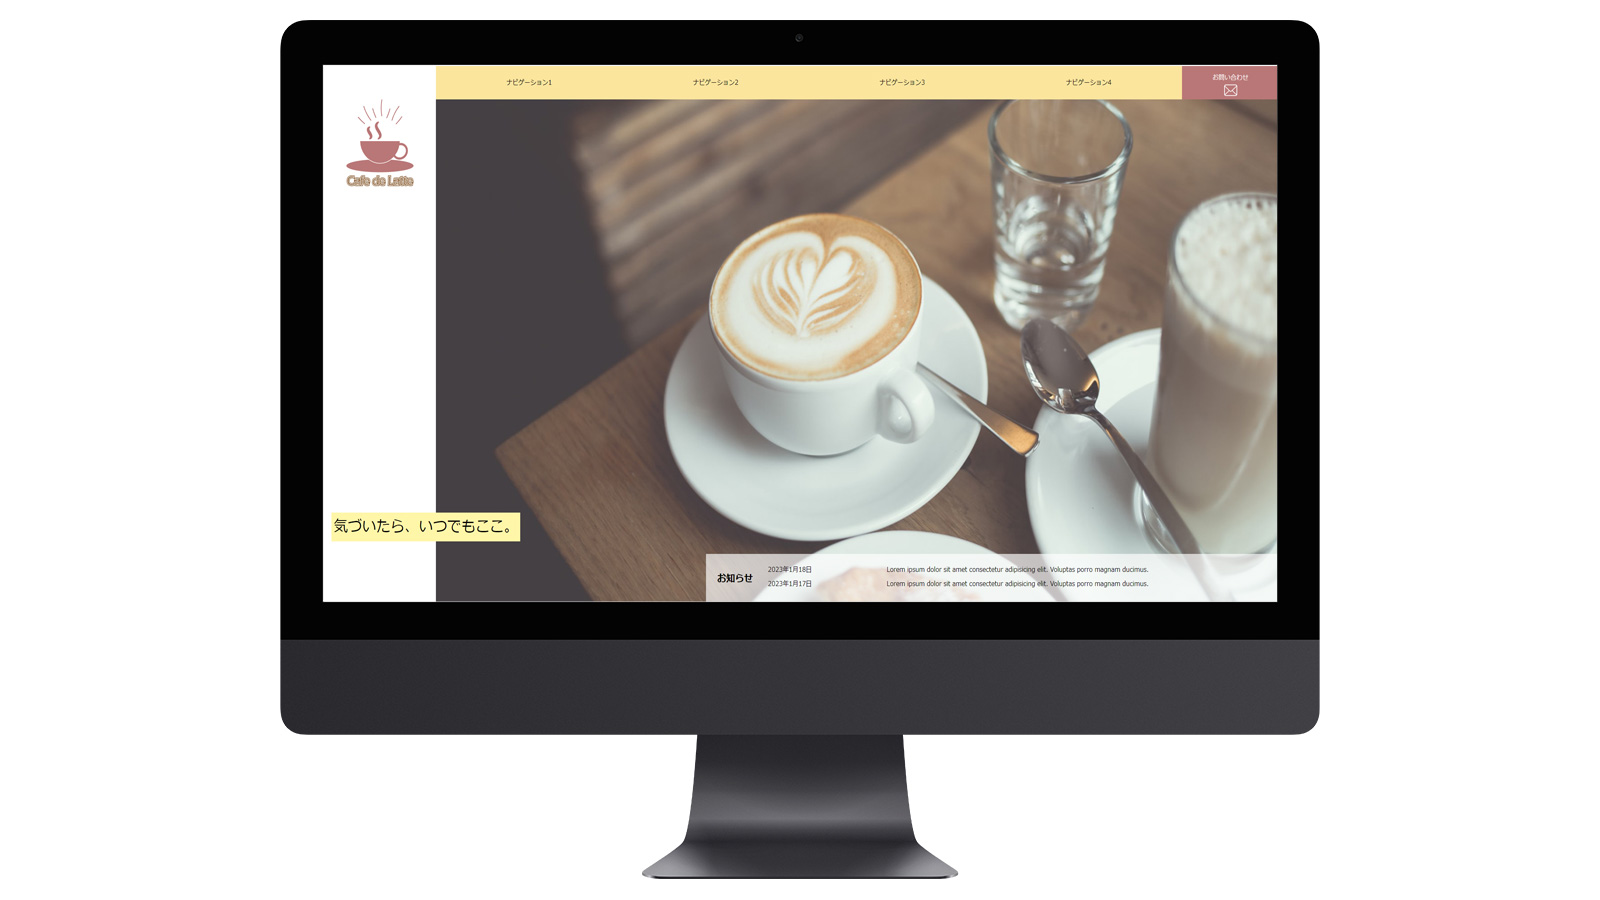 ナビゲーション1
ナビゲーション2
ナビゲーション3
ナビゲーション4
お問い合わせ
Cafe de Latte
気づいたら、いつでもここ。
お知らせ
2023年1月18日 Lorem ipsum dolor sit amet consectetur adipisicing elit. Voluptas porro magnam ducimus.
2023年1月17日 Lorem ipsum dolor sit amet consectetur adipisicing elit. Voluptas porro magnam ducimus.